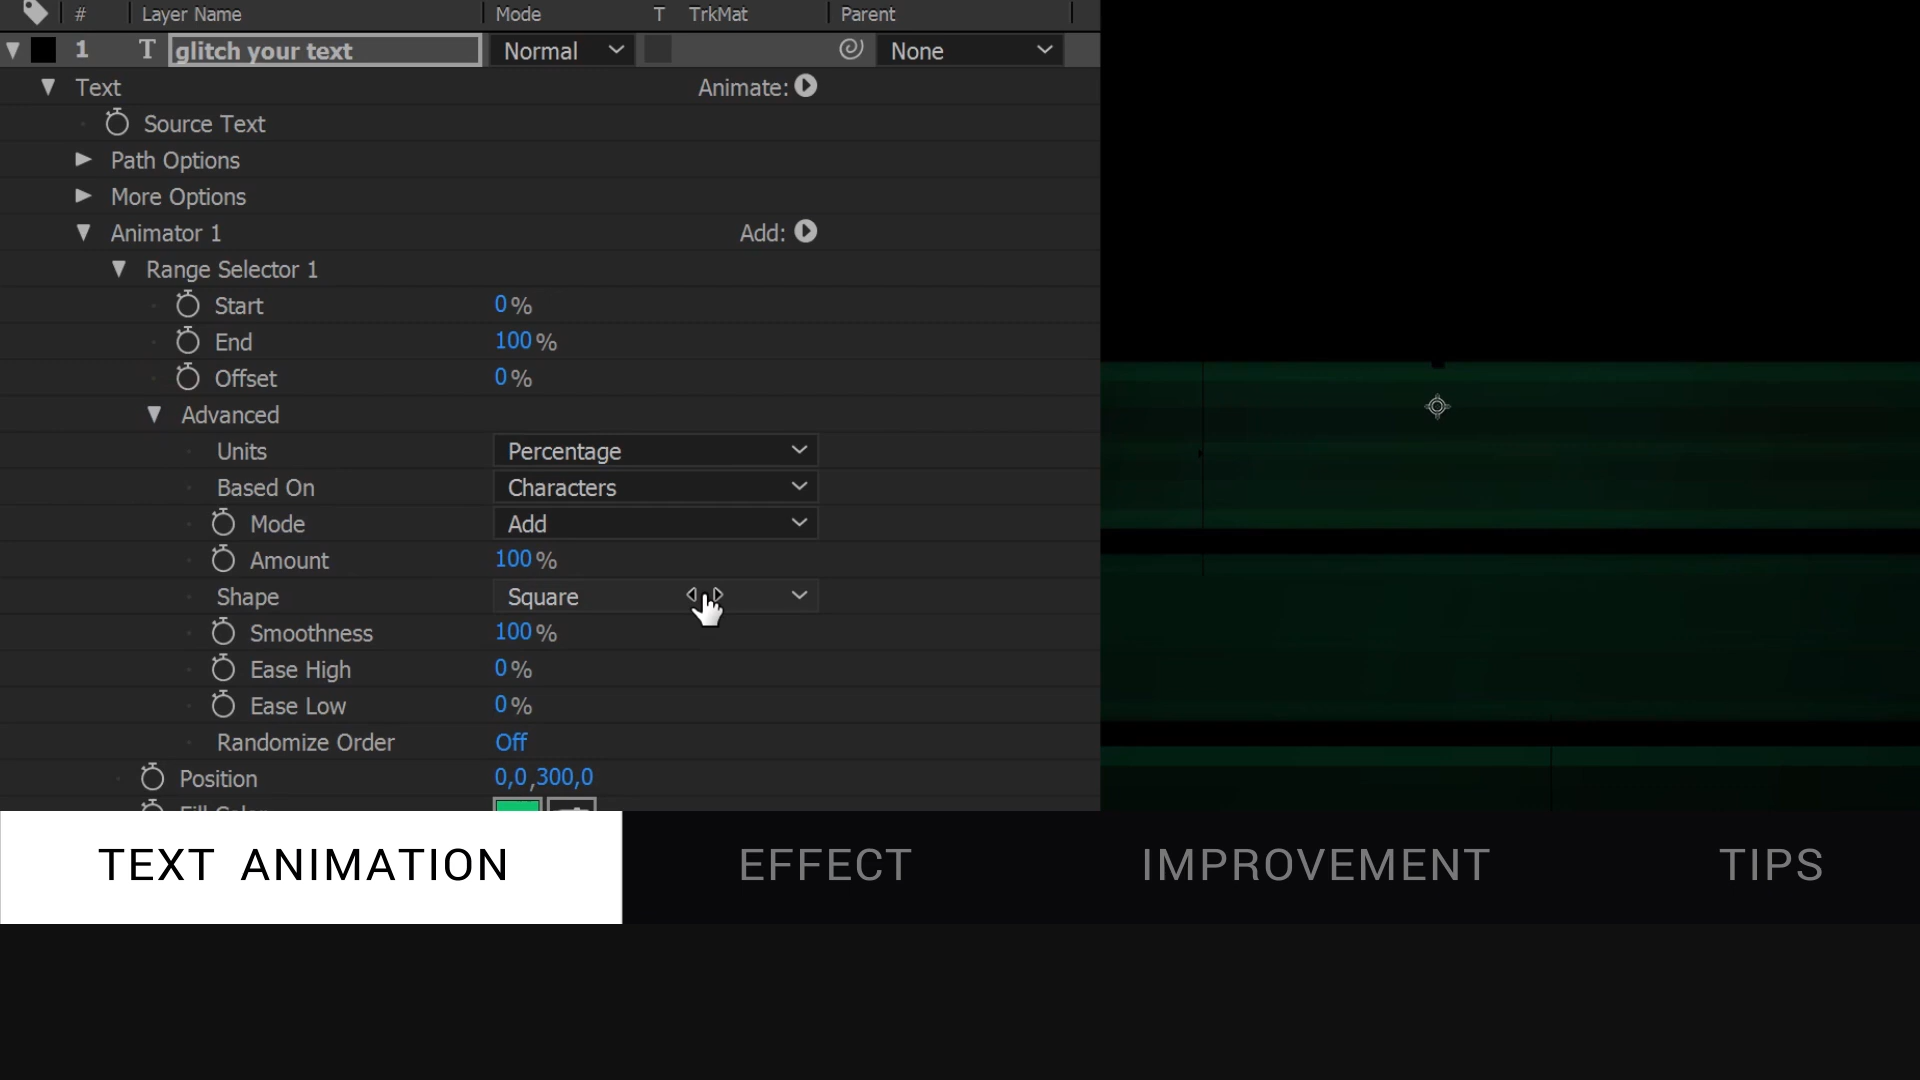 # Layer Name Mode T TrkMat Parent
1 T glitch your text Normal None
Text Animate:
Source Text
Path Options
More Options
Animator 1 Add:
Range Selector 1
Start 0%
End 100%
Offset 0%
Advanced
Units Percentage
Based On Characters
Mode Add
Amount 100%
Shape Square
Smoothness 100%
Ease High 0%
Ease Low 0%
Randomize Order Off
Position 0,0,300,0
Fill Color
TEXT ANIMATION EFFECT IMPROVEMENT TIPS